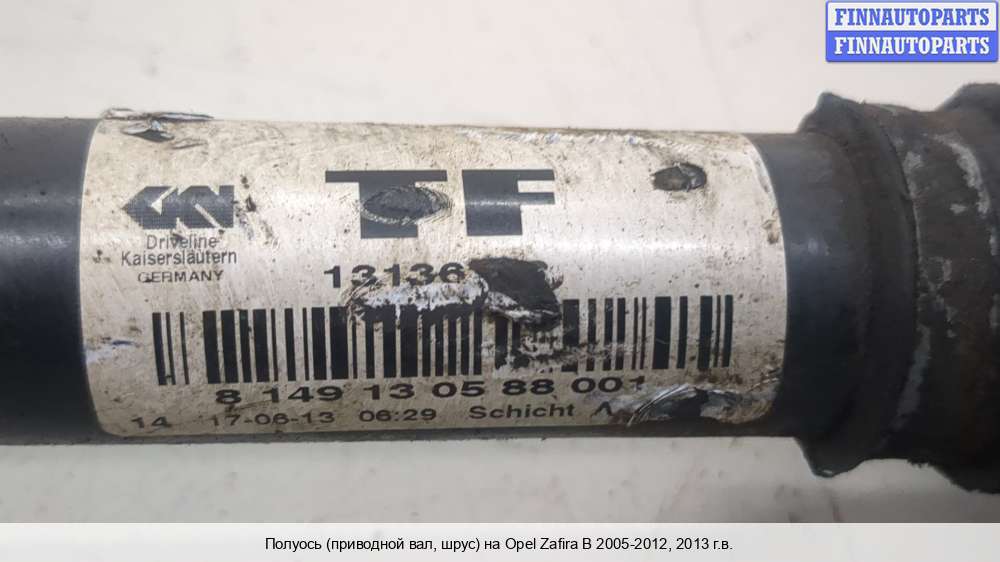 FINNAUTOPARTS
FINNAUTOPARTS
GKN
Driveline
Kaiserslautern
GERMANY
TF
13136
8 149 13 05 88 001
14 17-06-13 06:29 Schicht
Полуось (приводной вал, шрус) на Opel Zafira B 2005-2012, 2013 г.в.